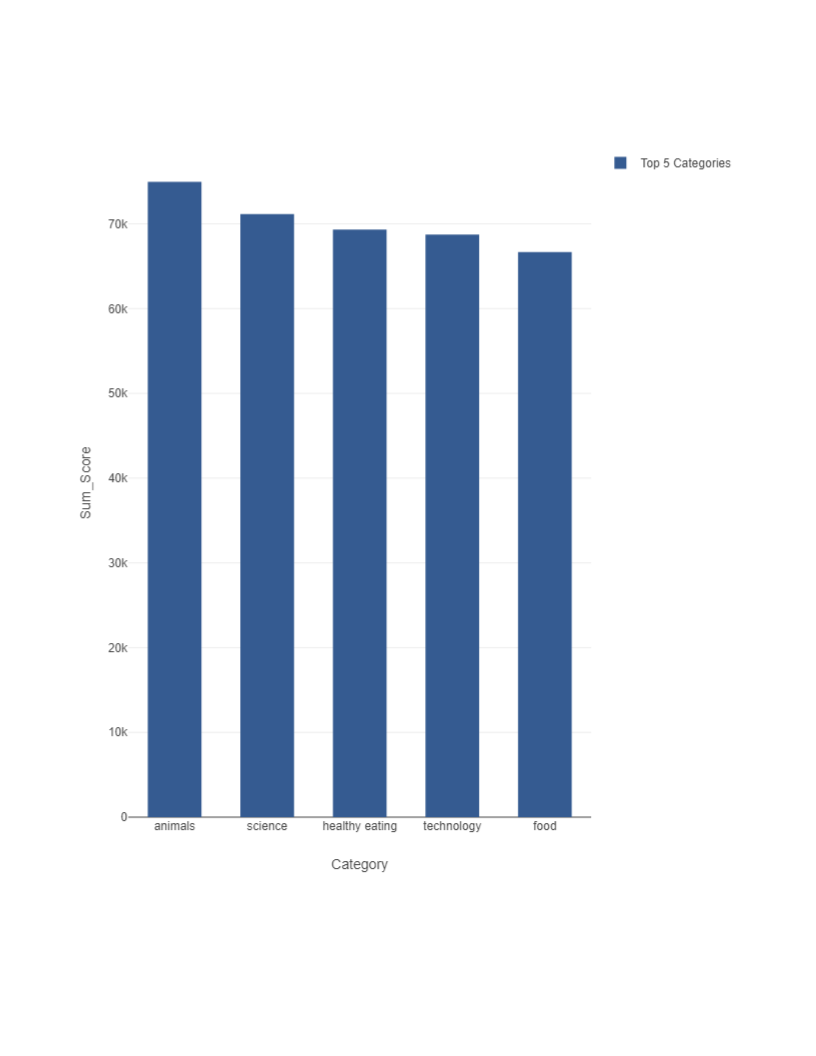 Top 5 Categories
70k
60k
50k
40k
30k
20k
10k
0
Sum_Score
animals science healthy eating technology food
Category